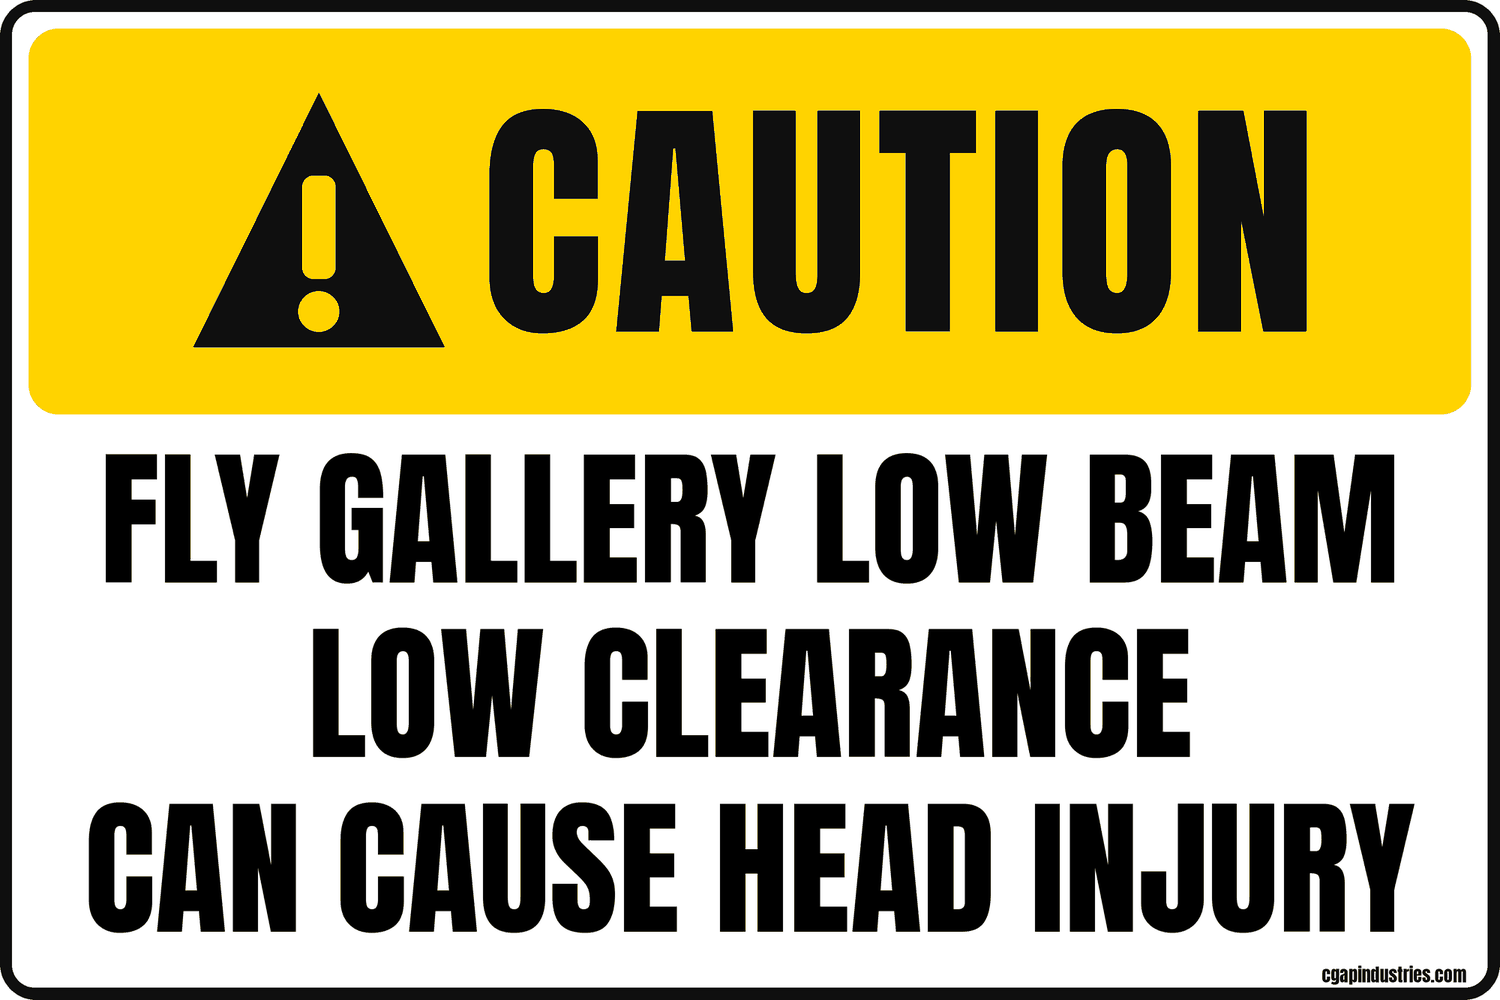 CAUTION
FLY GALLERY LOW BEAM
LOW CLEARANCE
CAN CAUSE HEAD INJURY
cgapindustries.com